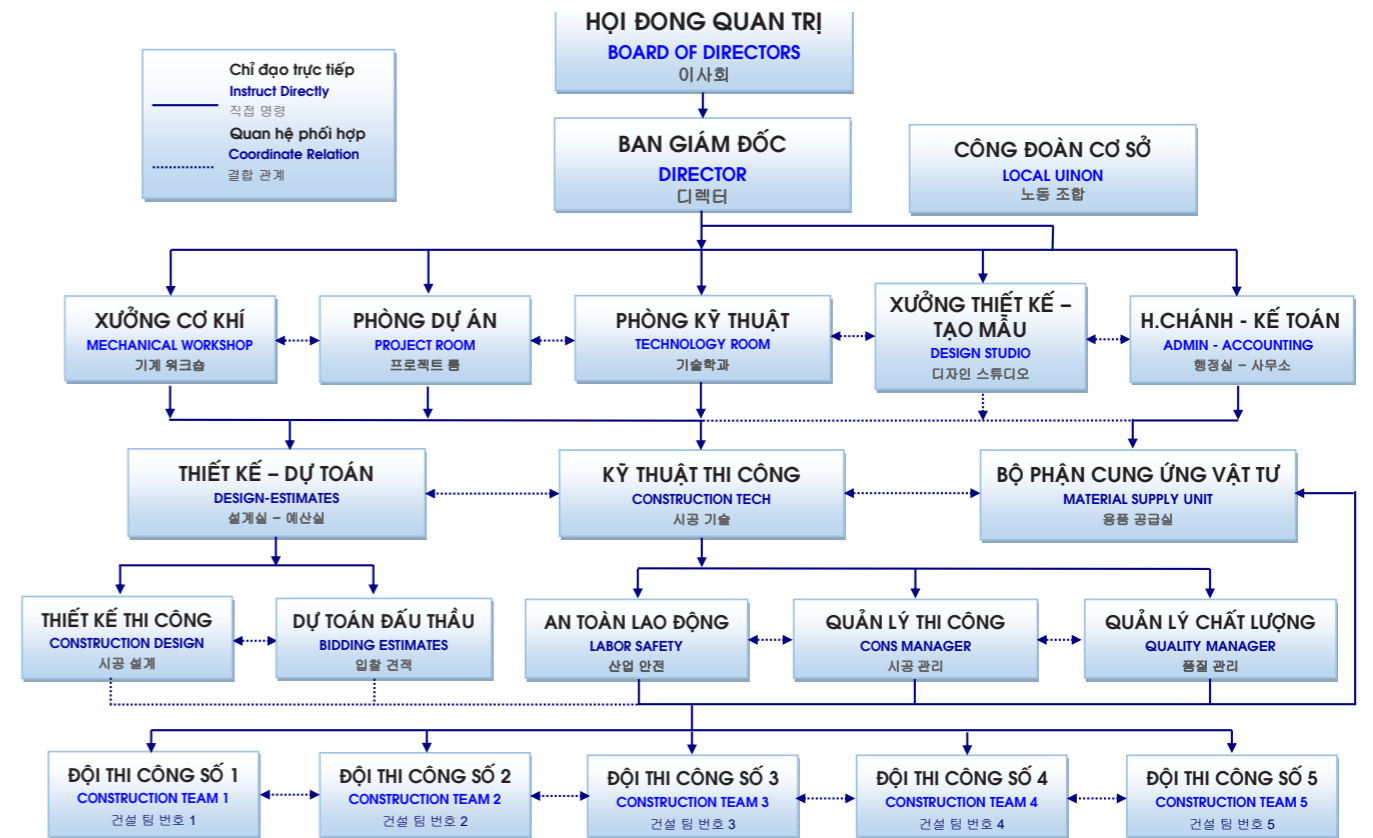 HỘI ĐỒNG QUẢN TRỊ
BOARD OF DIRECTORS
이사회
Chỉ đạo trực tiếp
Instruct Directly
직접 명령
Quan hệ phối hợp
Coordinate Relation
결합 관계
BAN GIÁM ĐỐC
DIRECTOR
디렉터
CÔNG ĐOÀN CƠ SỞ
LOCAL UINON
노동 조합
XƯỞNG CƠ KHÍ
MECHANICAL WORKSHOP
기계 워크숍
PHÒNG DỰ ÁN
PROJECT ROOM
프로젝트 룸
PHÒNG KỸ THUẬT
TECHNOLOGY ROOM
기술학과
XƯỞNG THIẾT KẾ –
TẠO MẪU
DESIGN STUDIO
디자인 스튜디오
H.CHÁNH - KẾ TOÁN
ADMIN - ACCOUNTING
행정실 – 사무소
THIẾT KẾ – DỰ TOÁN
DESIGN-ESTIMATES
설계실 – 예산실
KỸ THUẬT THI CÔNG
CONSTRUCTION TECH
시공 기술
BỘ PHẬN CUNG ỨNG VẬT TƯ
MATERIAL SUPPLY UNIT
용품 공급실
THIẾT KẾ THI CÔNG
CONSTRUCTION DESIGN
시공 설계
DỰ TOÁN ĐẤU THẦU
BIDDING ESTIMATES
입찰 견적
AN TOÀN LAO ĐỘNG
LABOR SAFETY
산업 안전
QUẢN LÝ THI CÔNG
CONS MANAGER
시공 관리
QUẢN LÝ CHẤT LƯỢNG
QUALITY MANAGER
품질 관리
ĐỘI THI CÔNG SỐ 1
CONSTRUCTION TEAM 1
건설 팀 번호 1
ĐỘI THI CÔNG SỐ 2
CONSTRUCTION TEAM 2
건설 팀 번호 2
ĐỘI THI CÔNG SỐ 3
CONSTRUCTION TEAM 3
건설 팀 번호 3
ĐỘI THI CÔNG SỐ 4
CONSTRUCTION TEAM 4
건설 팀 번호 4
ĐỘI THI CÔNG SỐ 5
CONSTRUCTION TEAM 5
건설 팀 번호 5